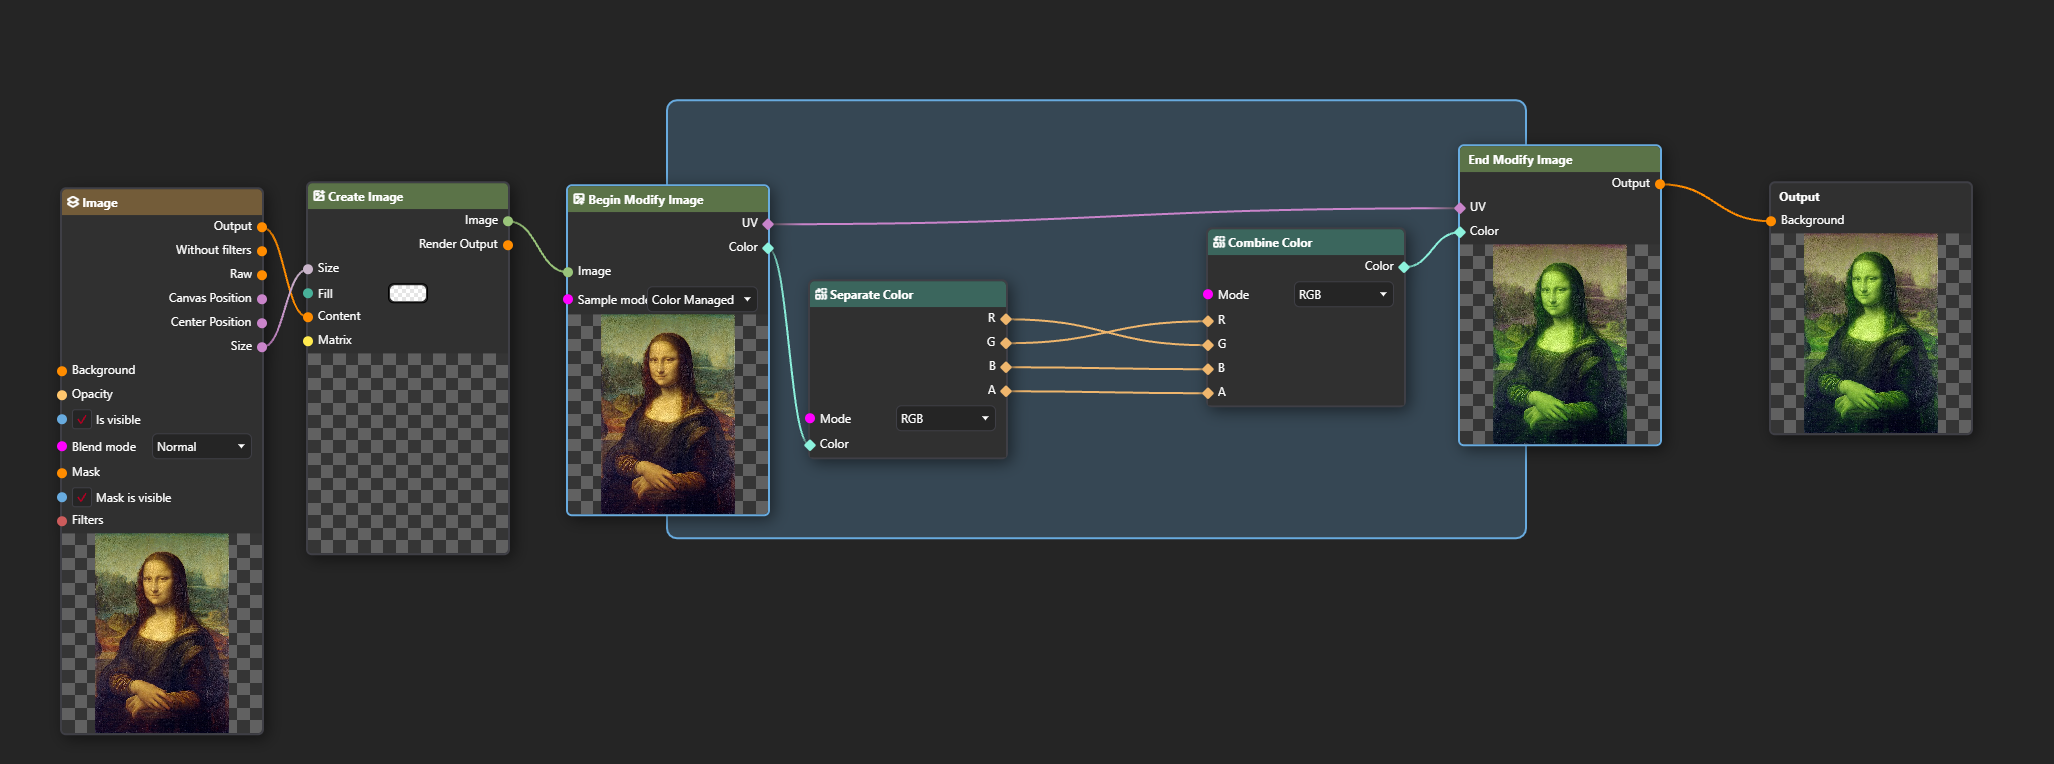 Image
Output
Without filters
Raw
Canvas Position
Center Position
Size
Background
Opacity
Is visible
Blend mode Normal
Mask
Mask is visible
Filters
Create Image
Image
Render Output
Size
Fill
Content
Matrix
Begin Modify Image
UV
Color
Image
Sample mode Color Managed
Separate Color
R
G
B
A
Mode RGB
Color
Combine Color
Color
Mode RGB
R
G
B
A
End Modify Image
Output
UV
Color
Output
Background